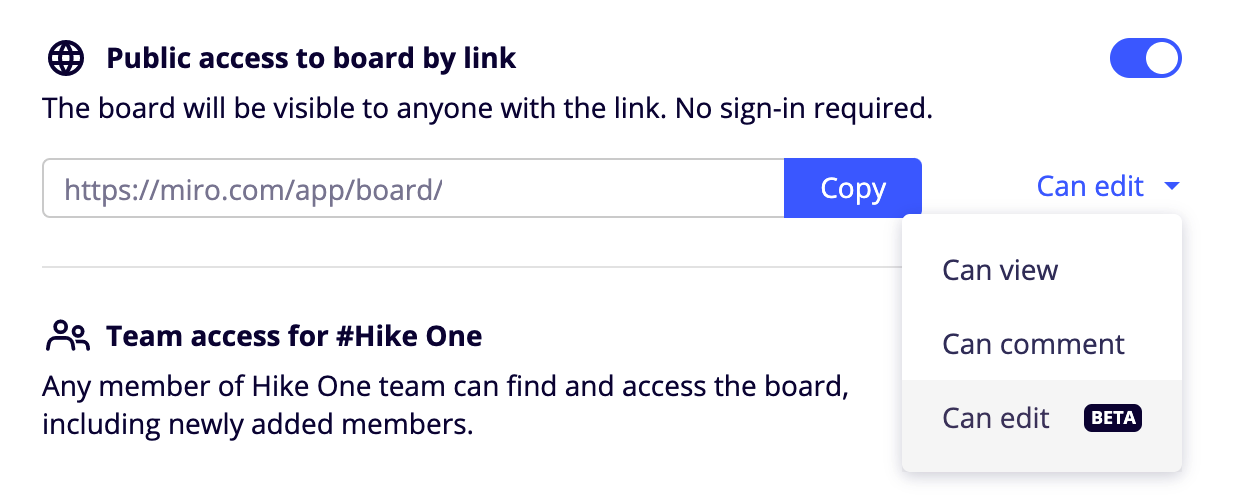 Public access to board by link
The board will be visible to anyone with the link. No sign-in required.
https://miro.com/app/board/
Copy
Can edit
Can view
Can comment
Can edit BETA
Team access for #Hike One
Any member of Hike One team can find and access the board,
including newly added members.